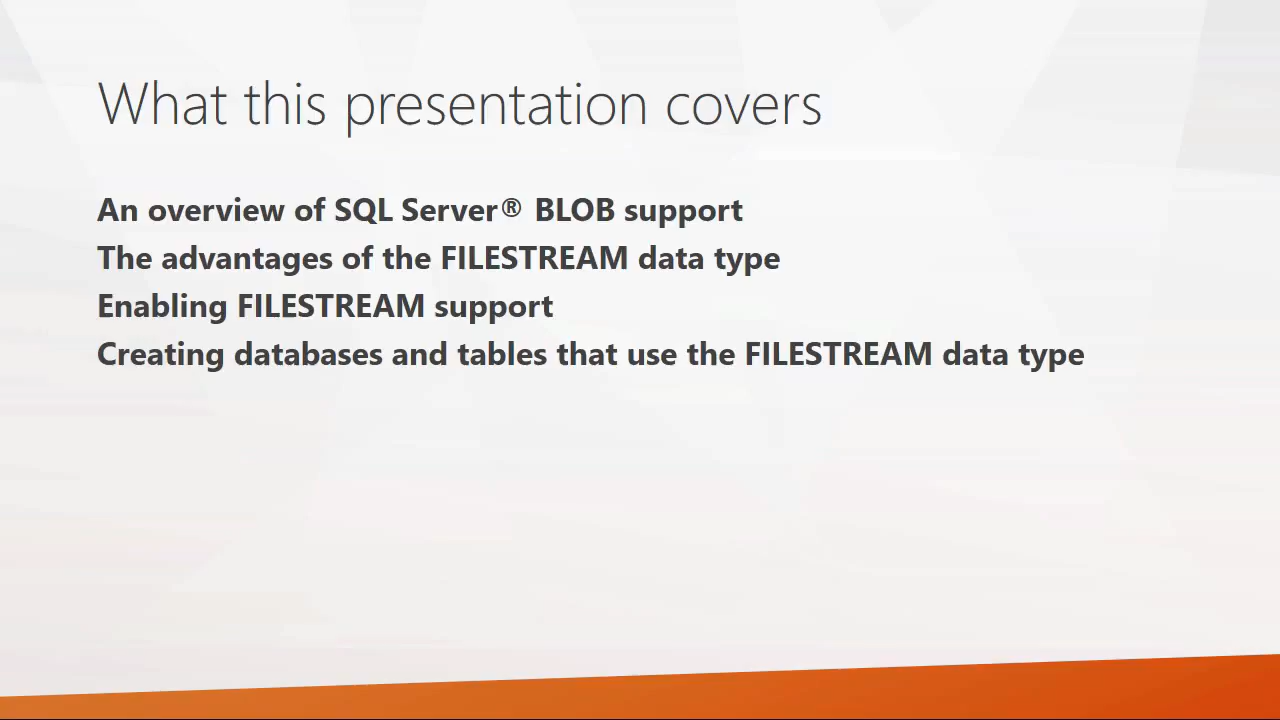 What this presentation covers
An overview of SQL Server® BLOB support
The advantages of the FILESTREAM data type
Enabling FILESTREAM support
Creating databases and tables that use the FILESTREAM data type